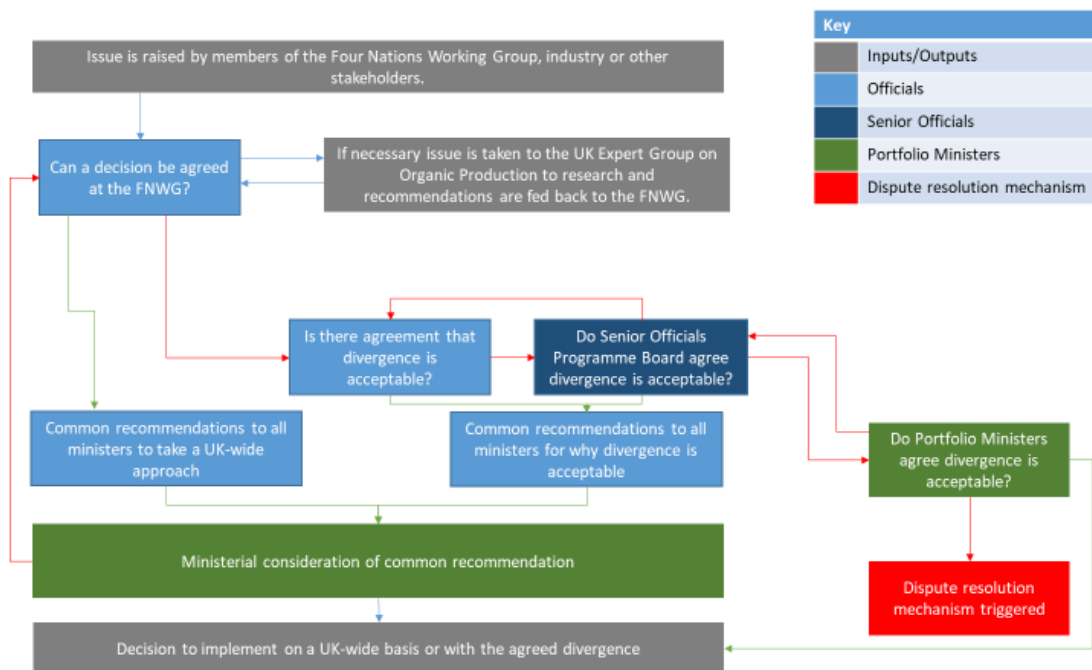 Issue is raised by members of the Four Nations Working Group, industry or other
stakeholders.
Key
Inputs/Outputs
Officials
Senior Officials
Portfolio Ministers
Dispute resolution mechanism
Can a decision be agreed
at the FNWG?
If necessary issue is taken to the UK Expert Group on
Organic Production to research and
recommendations are fed back to the FNWG.
Is there agreement that
divergence is
acceptable?
Do Senior Officials
Programme Board agree
divergence is acceptable?
Common recommendations to all
ministers to take a UK-wide
approach
Common recommendations to all
ministers for why divergence is
acceptable
Do Portfolio Ministers
agree divergence is
acceptable?
Ministerial consideration of common recommendation
Dispute resolution
mechanism triggered
Decision to implement on a UK-wide basis or with the agreed divergence